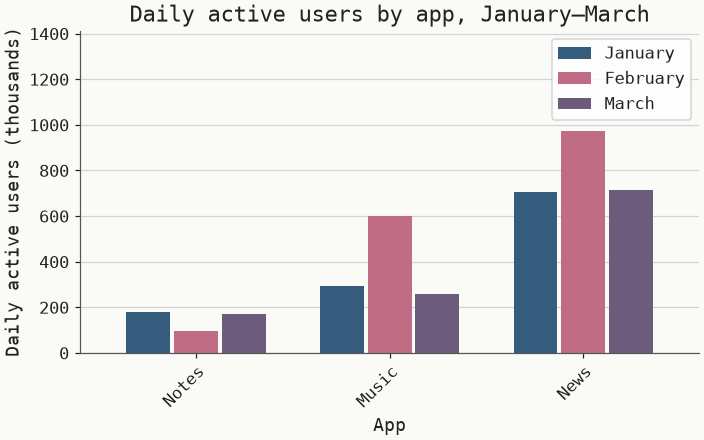 Daily active users by app, January–March
Daily active users (thousands)
1400
1200
1000
800
600
400
200
0
January
February
March
Notes
Music
News
App